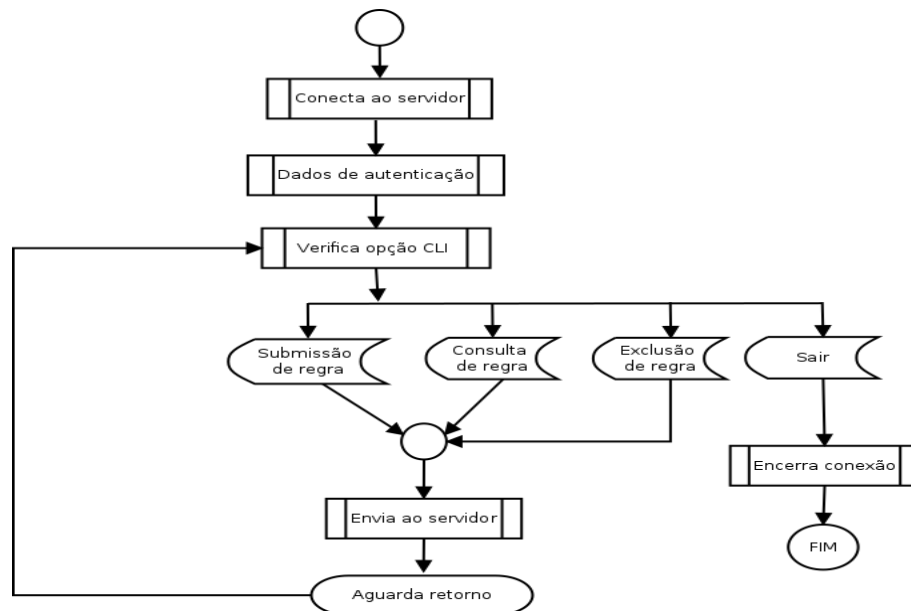 Conecta ao servidor
Dados de autenticação
Verifica opção CLI
Submissão
de regra
Consulta
de regra
Exclusão
de regra
Sair
Encerra conexão
Envia ao servidor
FIM
Aguarda retorno